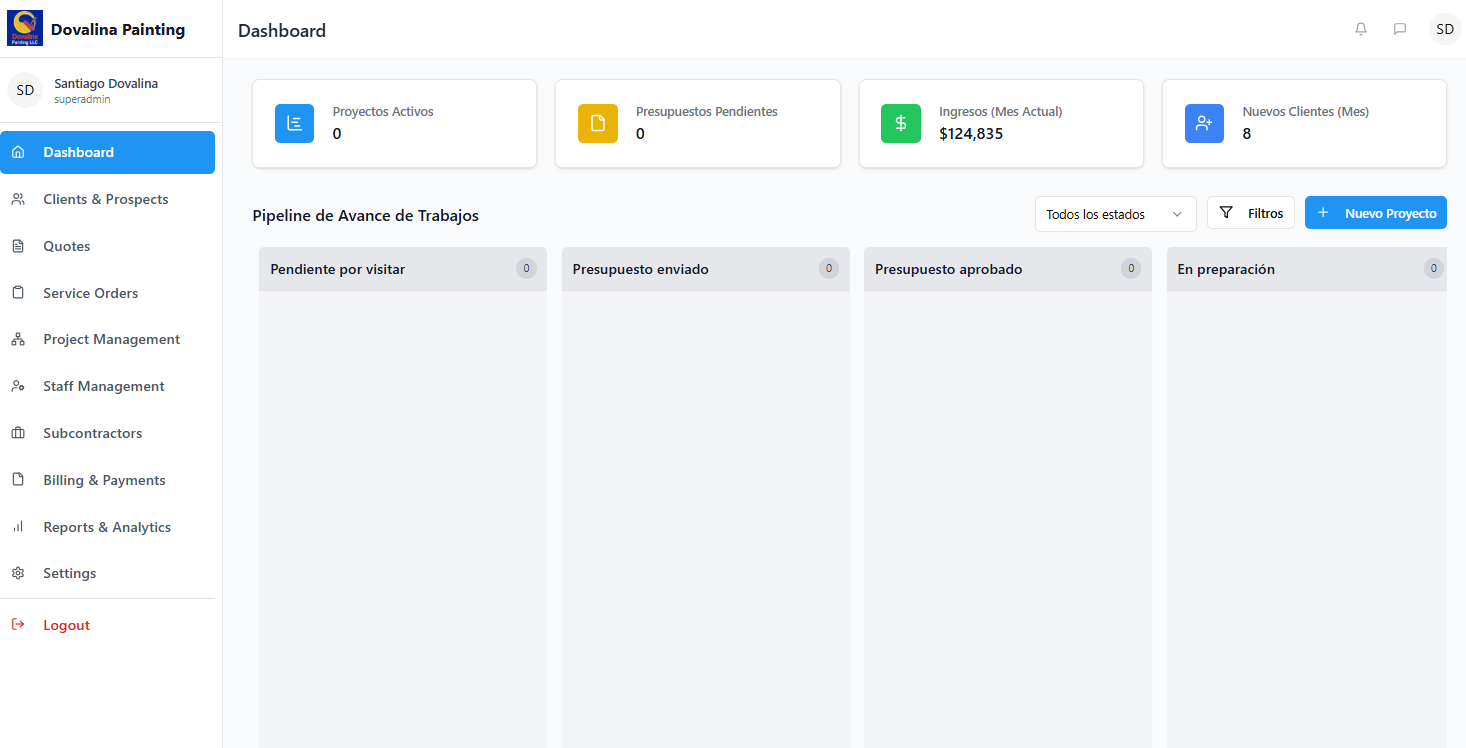 Dovalina
Painting LLC
Dovalina Painting
Dashboard
SD
SD
Santiago Dovalina
superadmin
Dashboard
Clients & Prospects
Quotes
Service Orders
Project Management
Staff Management
Subcontractors
Billing & Payments
Reports & Analytics
Settings
Logout
Proyectos Activos
0
Presupuestos Pendientes
0
Ingresos (Mes Actual)
$124,835
Nuevos Clientes (Mes)
8
Pipeline de Avance de Trabajos
Todos los estados
Filtros
Nuevo Proyecto
Pendiente por visitar 0
Presupuesto enviado 0
Presupuesto aprobado 0
En preparación 0